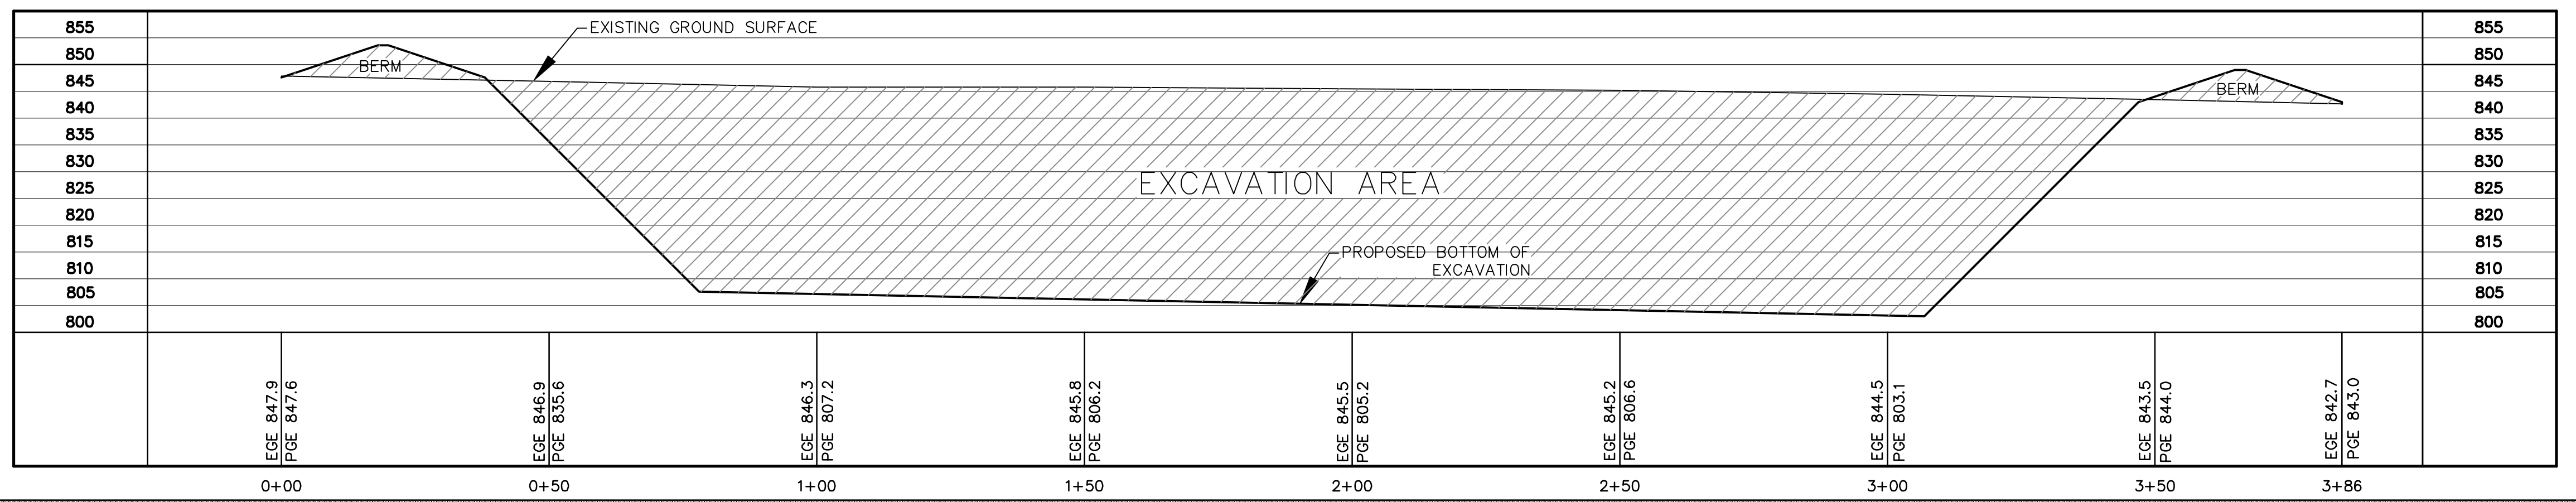 EXISTING GROUND SURFACE
855 855
850 850
BERM
845 845
BERM
840 840
835 835
830 830
825 825
EXCAVATION AREA
820 820
815 815
PROPOSED BOTTOM OF
EXCAVATION
810 810
805 805
800 800
EGE 847.9
PGE 847.6
EGE 846.9
PGE 835.6
EGE 846.3
PGE 807.2
EGE 845.8
PGE 806.2
EGE 845.5
PGE 805.2
EGE 845.2
PGE 806.6
EGE 844.5
PGE 803.1
EGE 843.5
PGE 844.0
EGE 842.7
PGE 843.0
0+00 0+50 1+00 1+50 2+00 2+50 3+00 3+50 3+86